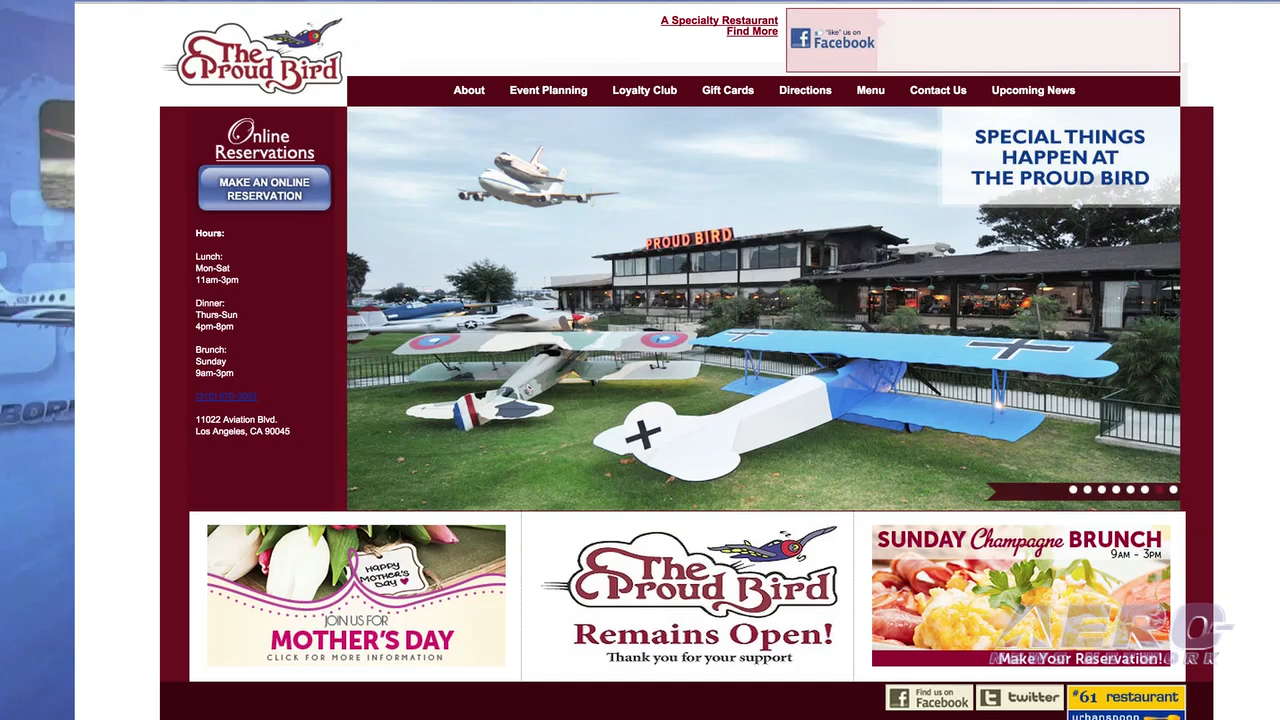 The
Proud Bird
A Specialty Restaurant
Find More
"like" us on
Facebook
About
Event Planning
Loyalty Club
Gift Cards
Directions
Menu
Contact Us
Upcoming News
Online
Reservations
MAKE AN ONLINE
RESERVATION
Hours:
Lunch:
Mon-Sat
11am-3pm
Dinner:
Thurs-Sun
4pm-8pm
Brunch:
Sunday
9am-3pm
11022 Aviation Blvd.
Los Angeles, CA 90045
SPECIAL THINGS
HAPPEN AT
THE PROUD BIRD
PROUD BIRD
HAPPY
MOTHER'S
DAY
JOIN US FOR
MOTHER'S DAY
CLICK FOR MORE INFORMATION
The
Proud Bird
Remains Open!
Thank you for your support
SUNDAY Champagne BRUNCH
9AM - 3PM
Make Your Reservation!
AERO
NEWS NETWORK
Find us on
Facebook
twitter
#61 restaurant
urbanspoon